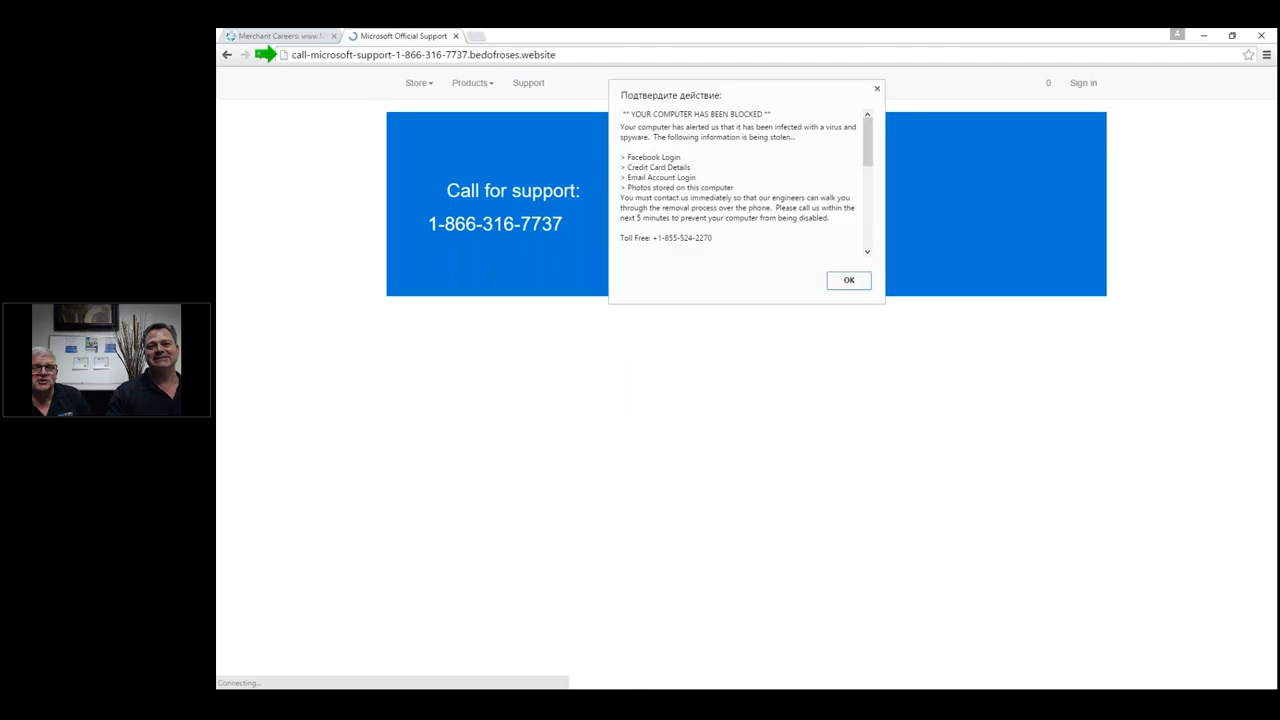 Merchant Careers: www
Microsoft Official Support
call-microsoft-support-1-866-316-7737.bedofroses.website
Store
Products
Support
0
Sign in
Call for support:
1-866-316-7737
Подтвердите действие:
** YOUR COMPUTER HAS BEEN BLOCKED **
Your computer has alerted us that it has been infected with a virus and
spyware. The following information is being stolen...
> Facebook Login
> Credit Card Details
> Email Account Login
> Photos stored on this computer
You must contact us immediately so that our engineers can walk you
through the removal process over the phone. Please call us within the
next 5 minutes to prevent your computer from being disabled.
Toll Free: +1-855-524-2270
OK
Connecting...